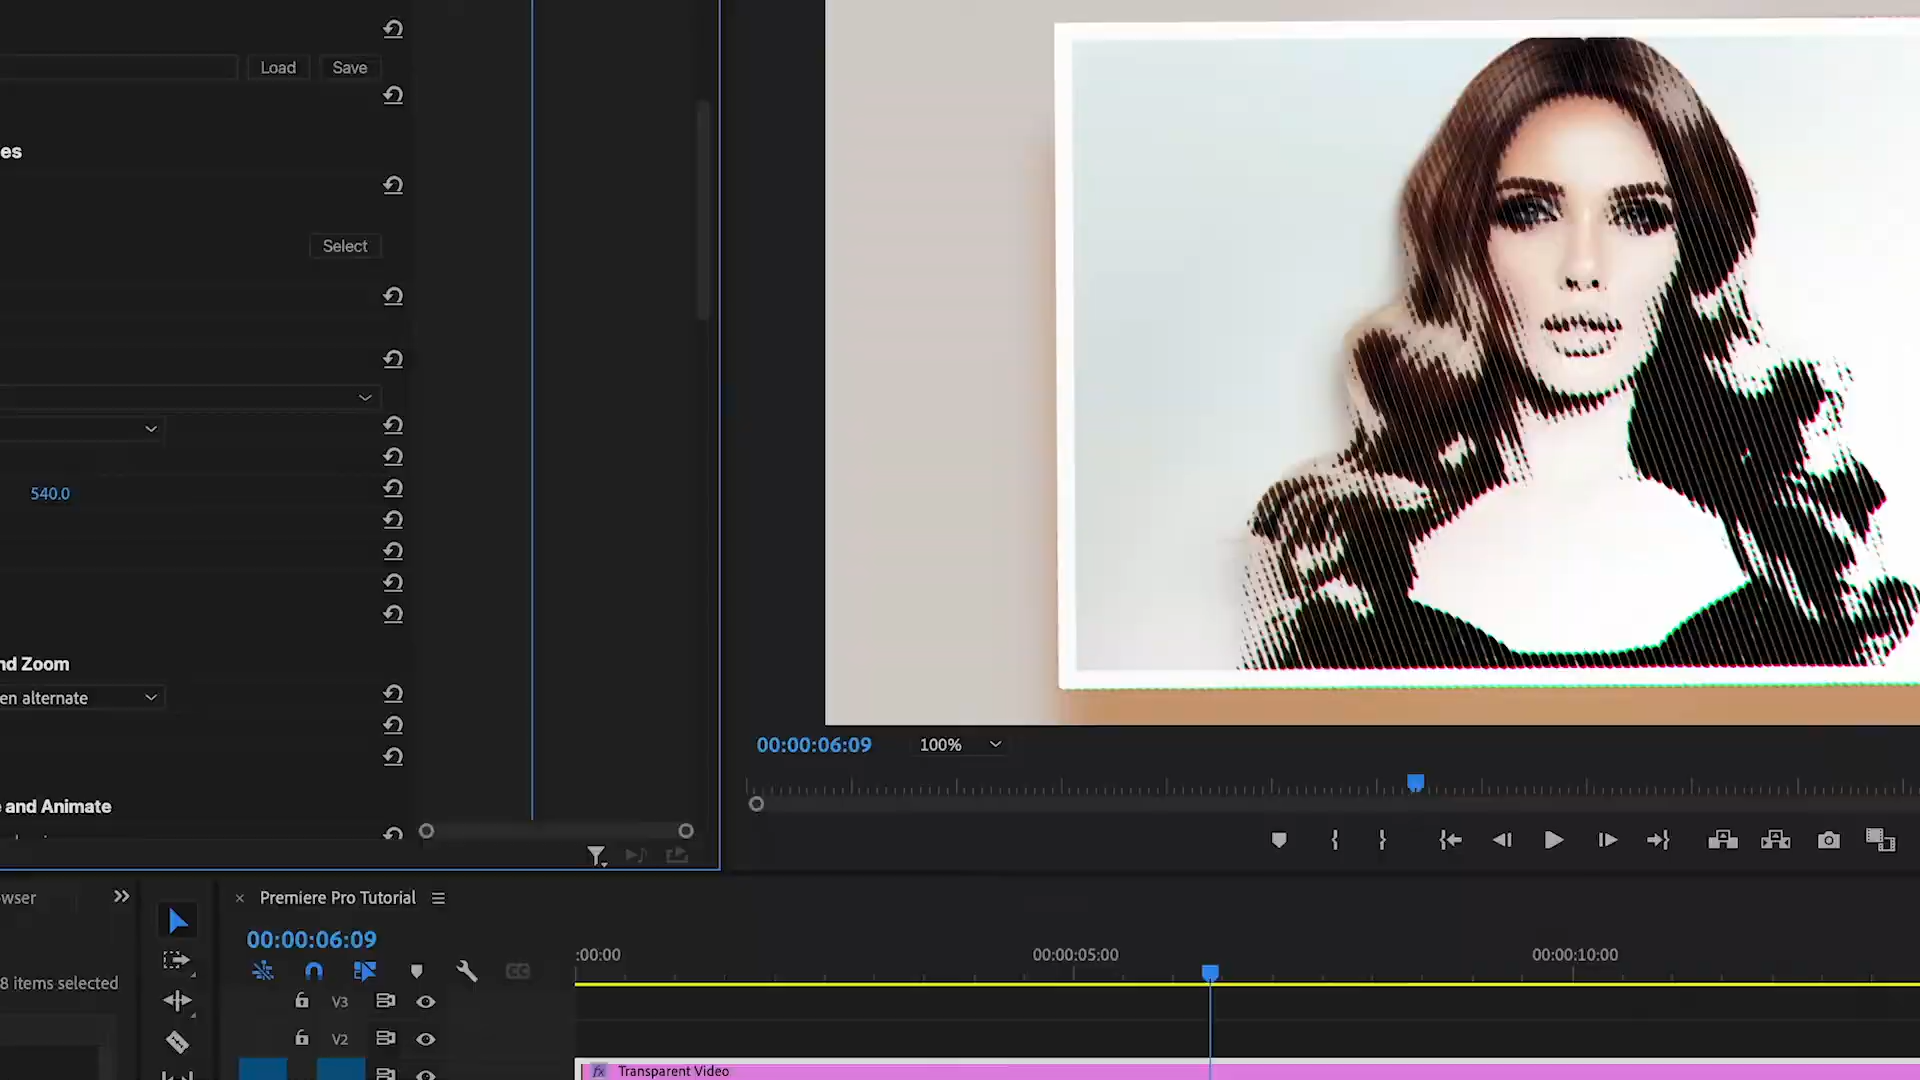 Load
Save
es
Select
540.0
nd Zoom
en alternate
and Animate
00:00:06:09
100%
wser
Premiere Pro Tutorial
00:00:06:09
:00:00
00:00:05:00
00:00:10:00
8 items selected
V3
V2
fx Transparent Video